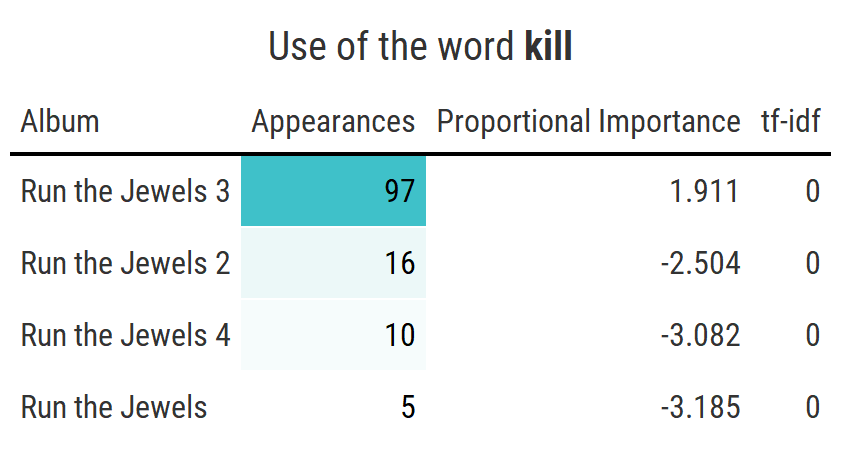 Use of the word kill
Album Appearances Proportional Importance tf-idf
Run the Jewels 3 97 1.911 0
Run the Jewels 2 16 -2.504 0
Run the Jewels 4 10 -3.082 0
Run the Jewels 5 -3.185 0